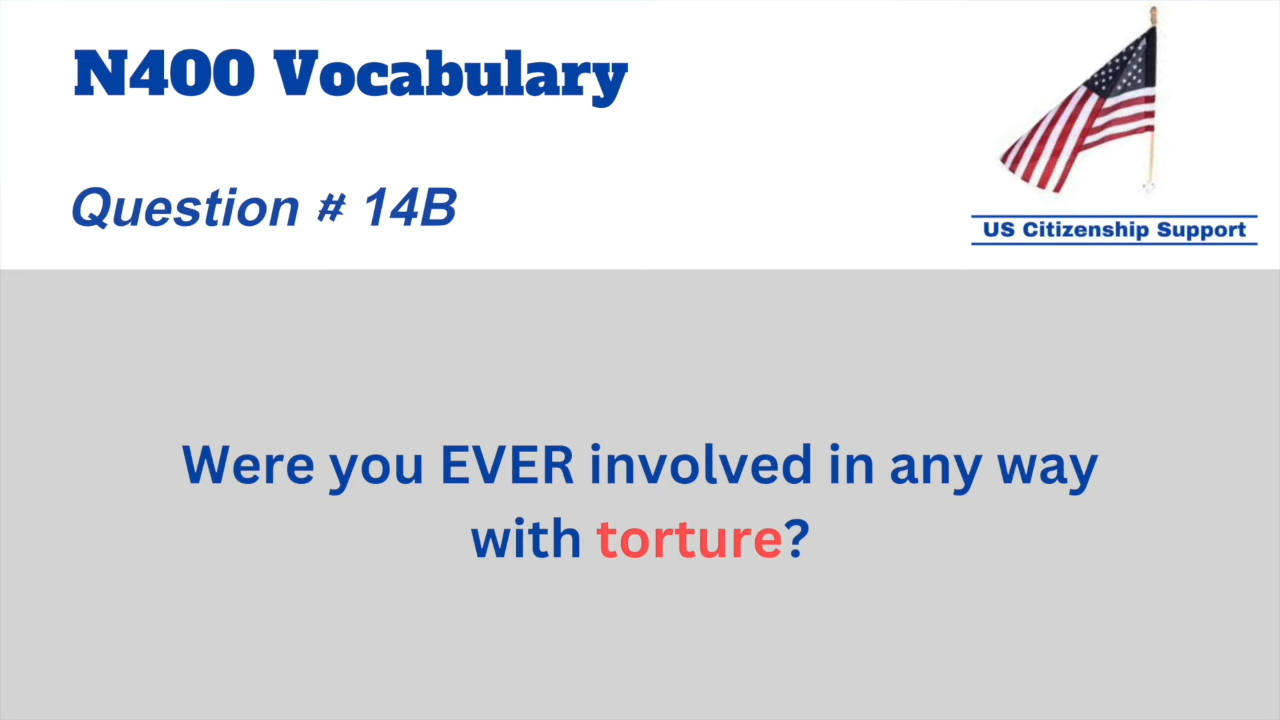 N400 Vocabulary
Question # 14B
US Citizenship Support
Were you EVER involved in any way
with torture?